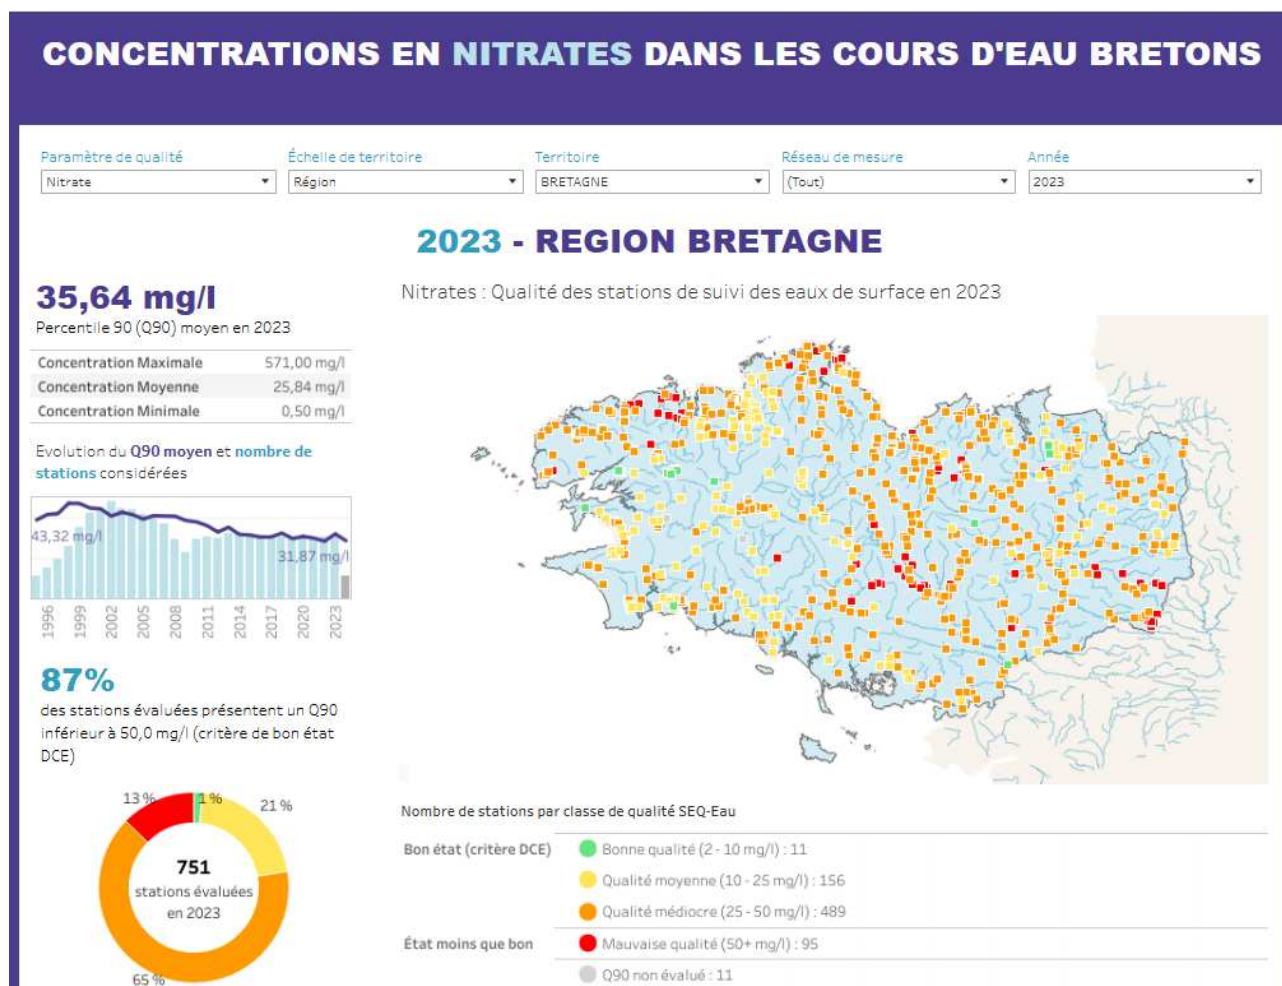 CONCENTRATIONS EN NITRATES DANS LES COURS D'EAU BRETONS
Paramètre de qualité
Nitrate
Échelle de territoire
Région
Territoire
BRETAGNE
Réseau de mesure
(Tout)
Année
2023
2023 - REGION BRETAGNE
35,64 mg/l
Percentile 90 (Q90) moyen en 2023
Concentration Maximale 571,00 mg/l
Concentration Moyenne 25,84 mg/l
Concentration Minimale 0,50 mg/l
Evolution du Q90 moyen et nombre de
stations considérées
43,32 mg/l
31,87 mg/l
1996 1999 2002 2005 2008 2011 2014 2017 2020 2023
87%
des stations évaluées présentent un Q90
inférieur à 50,0 mg/l (critère de bon état
DCE)
13 %
1 %
21 %
751
stations évaluées
en 2023
65 %
Nitrates : Qualité des stations de suivi des eaux de surface en 2023
Nombre de stations par classe de qualité SEQ-Eau
Bon état (critère DCE) Bonne qualité (2 - 10 mg/l) : 11
Qualité moyenne (10 - 25 mg/l) : 156
Qualité médiocre (25 - 50 mg/l) : 489
État moins que bon Mauvaise qualité (50+ mg/l) : 95
Q90 non évalué : 11